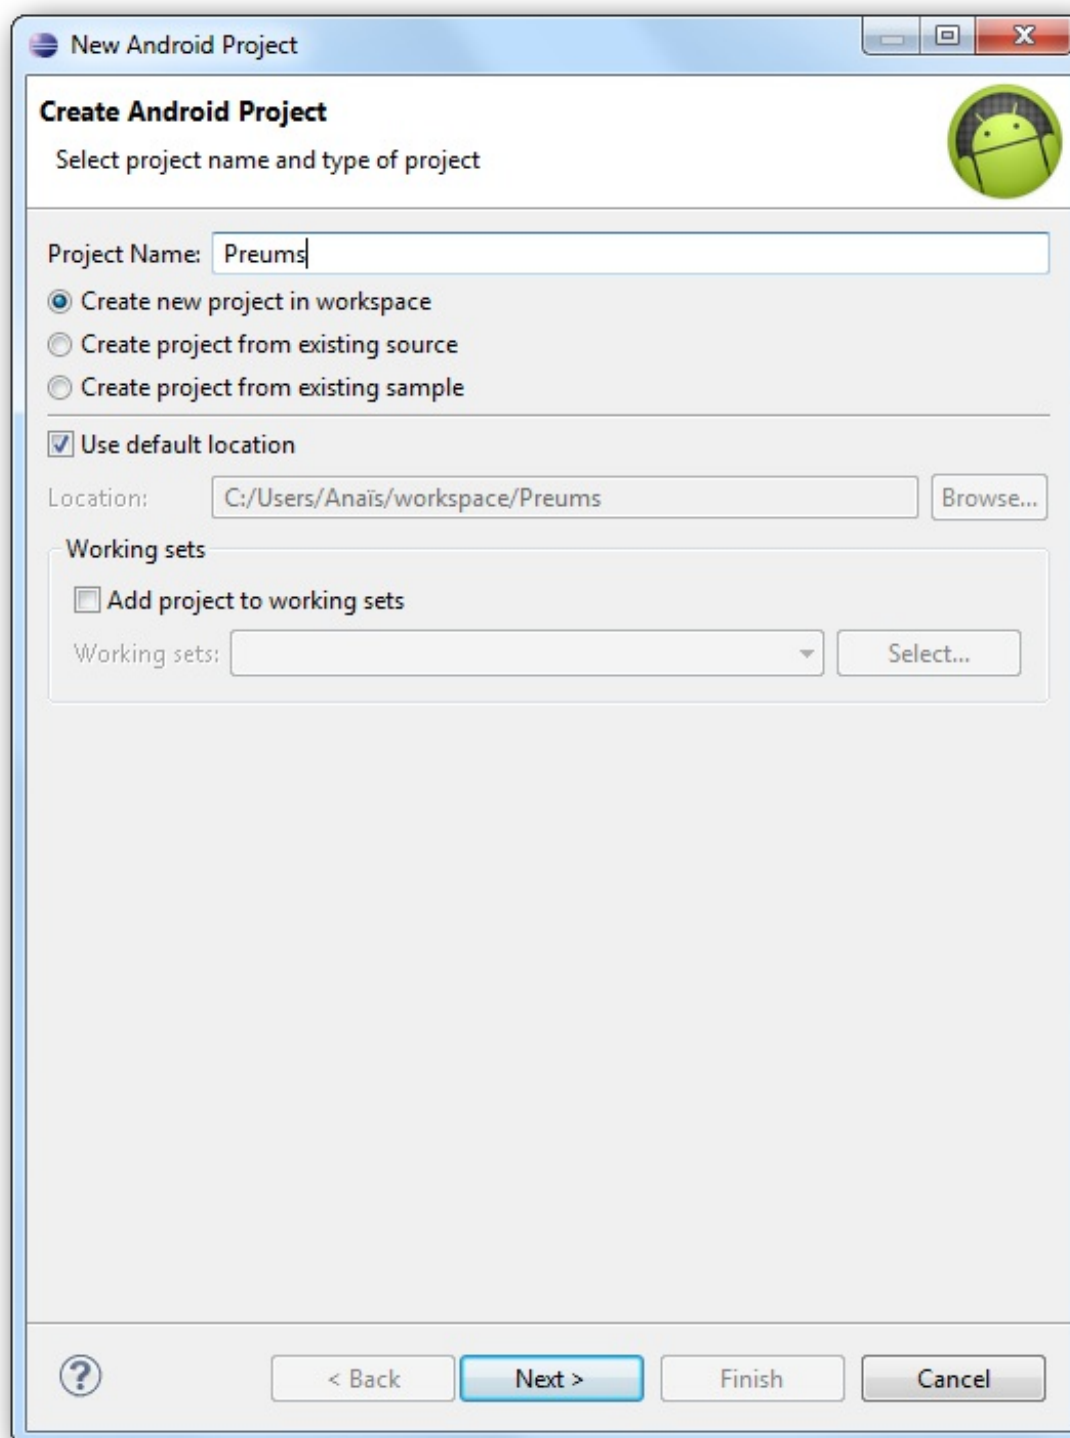 New Android Project
Create Android Project
Select project name and type of project
Project Name: Preums
Create new project in workspace
Create project from existing source
Create project from existing sample
Use default location
Location: C:/Users/Anaïs/workspace/Preums Browse...
Working sets
Add project to working sets
Working sets: Select...
? < Back Next > Finish Cancel